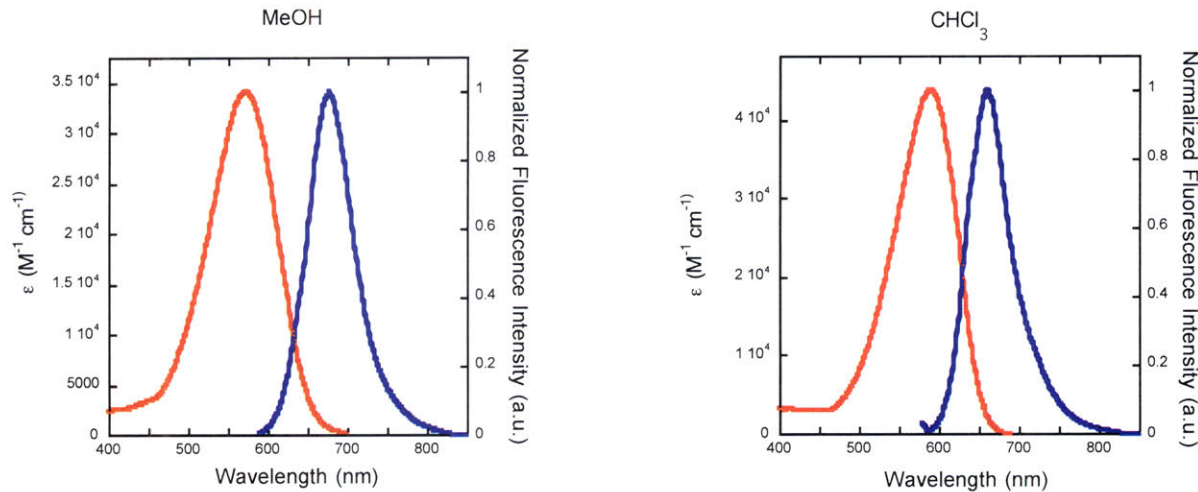 MeOH
ε (M⁻¹ cm⁻¹)
3.5 10⁴
3 10⁴
2.5 10⁴
2 10⁴
1.5 10⁴
1 10⁴
5000
0
400 500 600 700 800
Wavelength (nm)
1
0.8
0.6
0.4
0.2
0
Normalized Fluorescence Intensity (a.u.)
CHCl₃
ε (M⁻¹ cm⁻¹)
4 10⁴
3 10⁴
2 10⁴
1 10⁴
0
400 500 600 700 800
Wavelength (nm)
1
0.8
0.6
0.4
0.2
0
Normalized Fluorescence Intensity (a.u.)